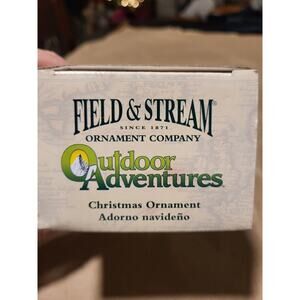 FIELD & STREAM®
SINCE 1871
ORNAMENT COMPANY
Outdoor
Adventures
Christmas Ornament
Adorno navideño